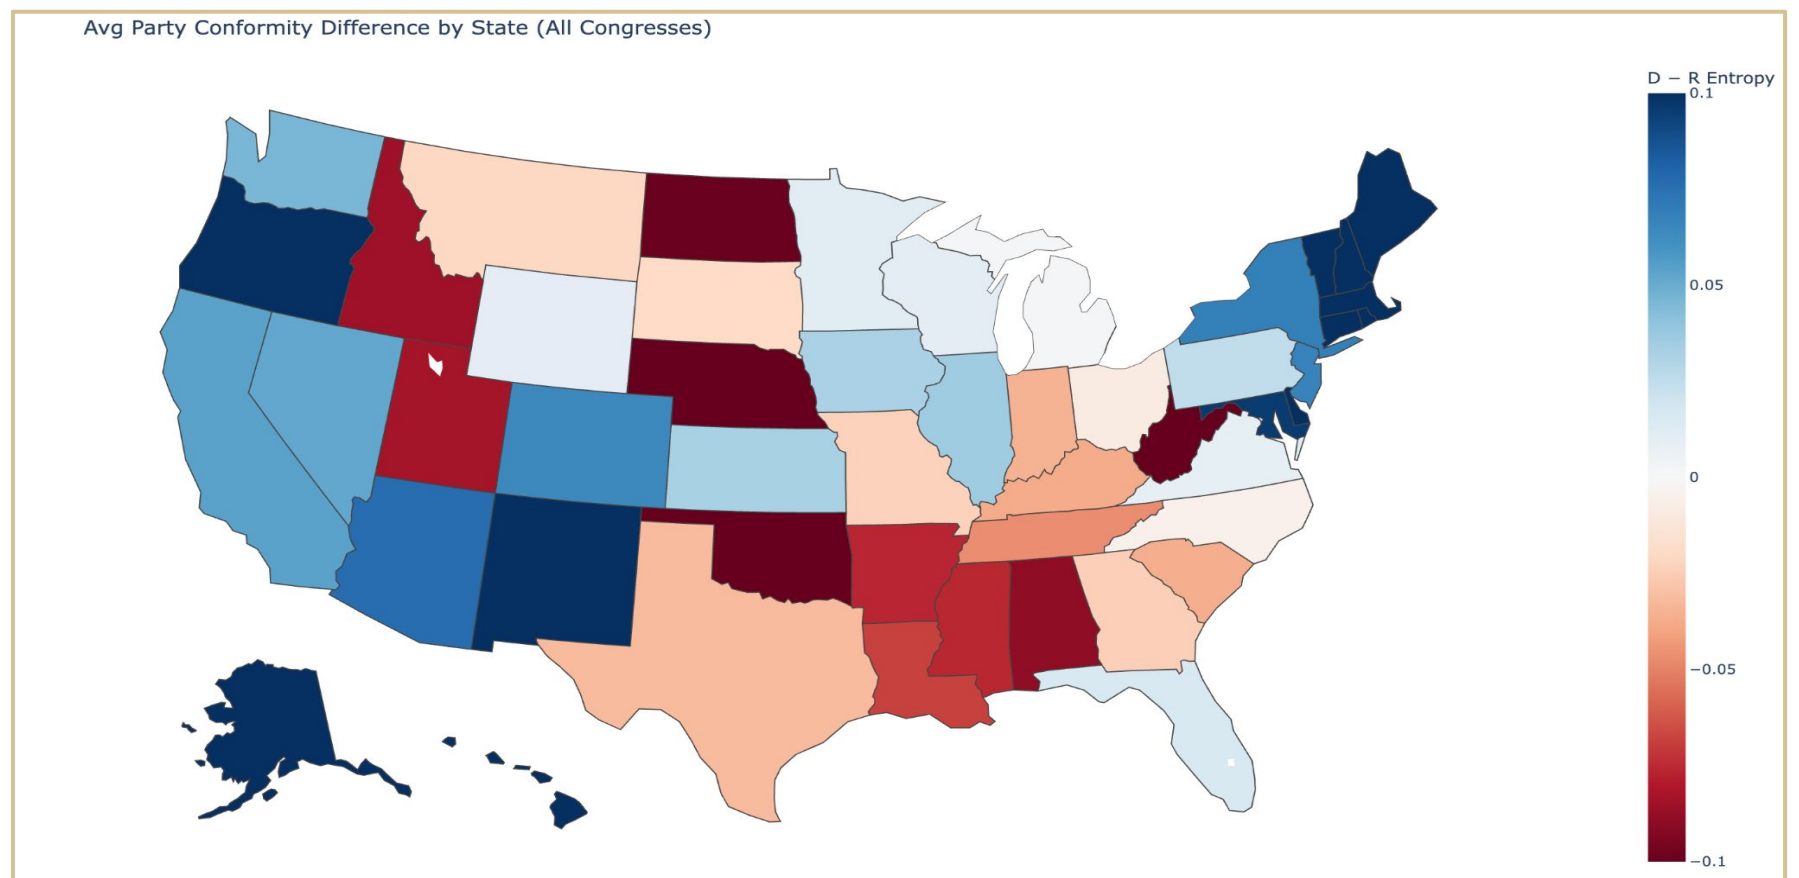 Avg Party Conformity Difference by State (All Congresses)
D − R Entropy
0.1
0.05
0
−0.05
−0.1